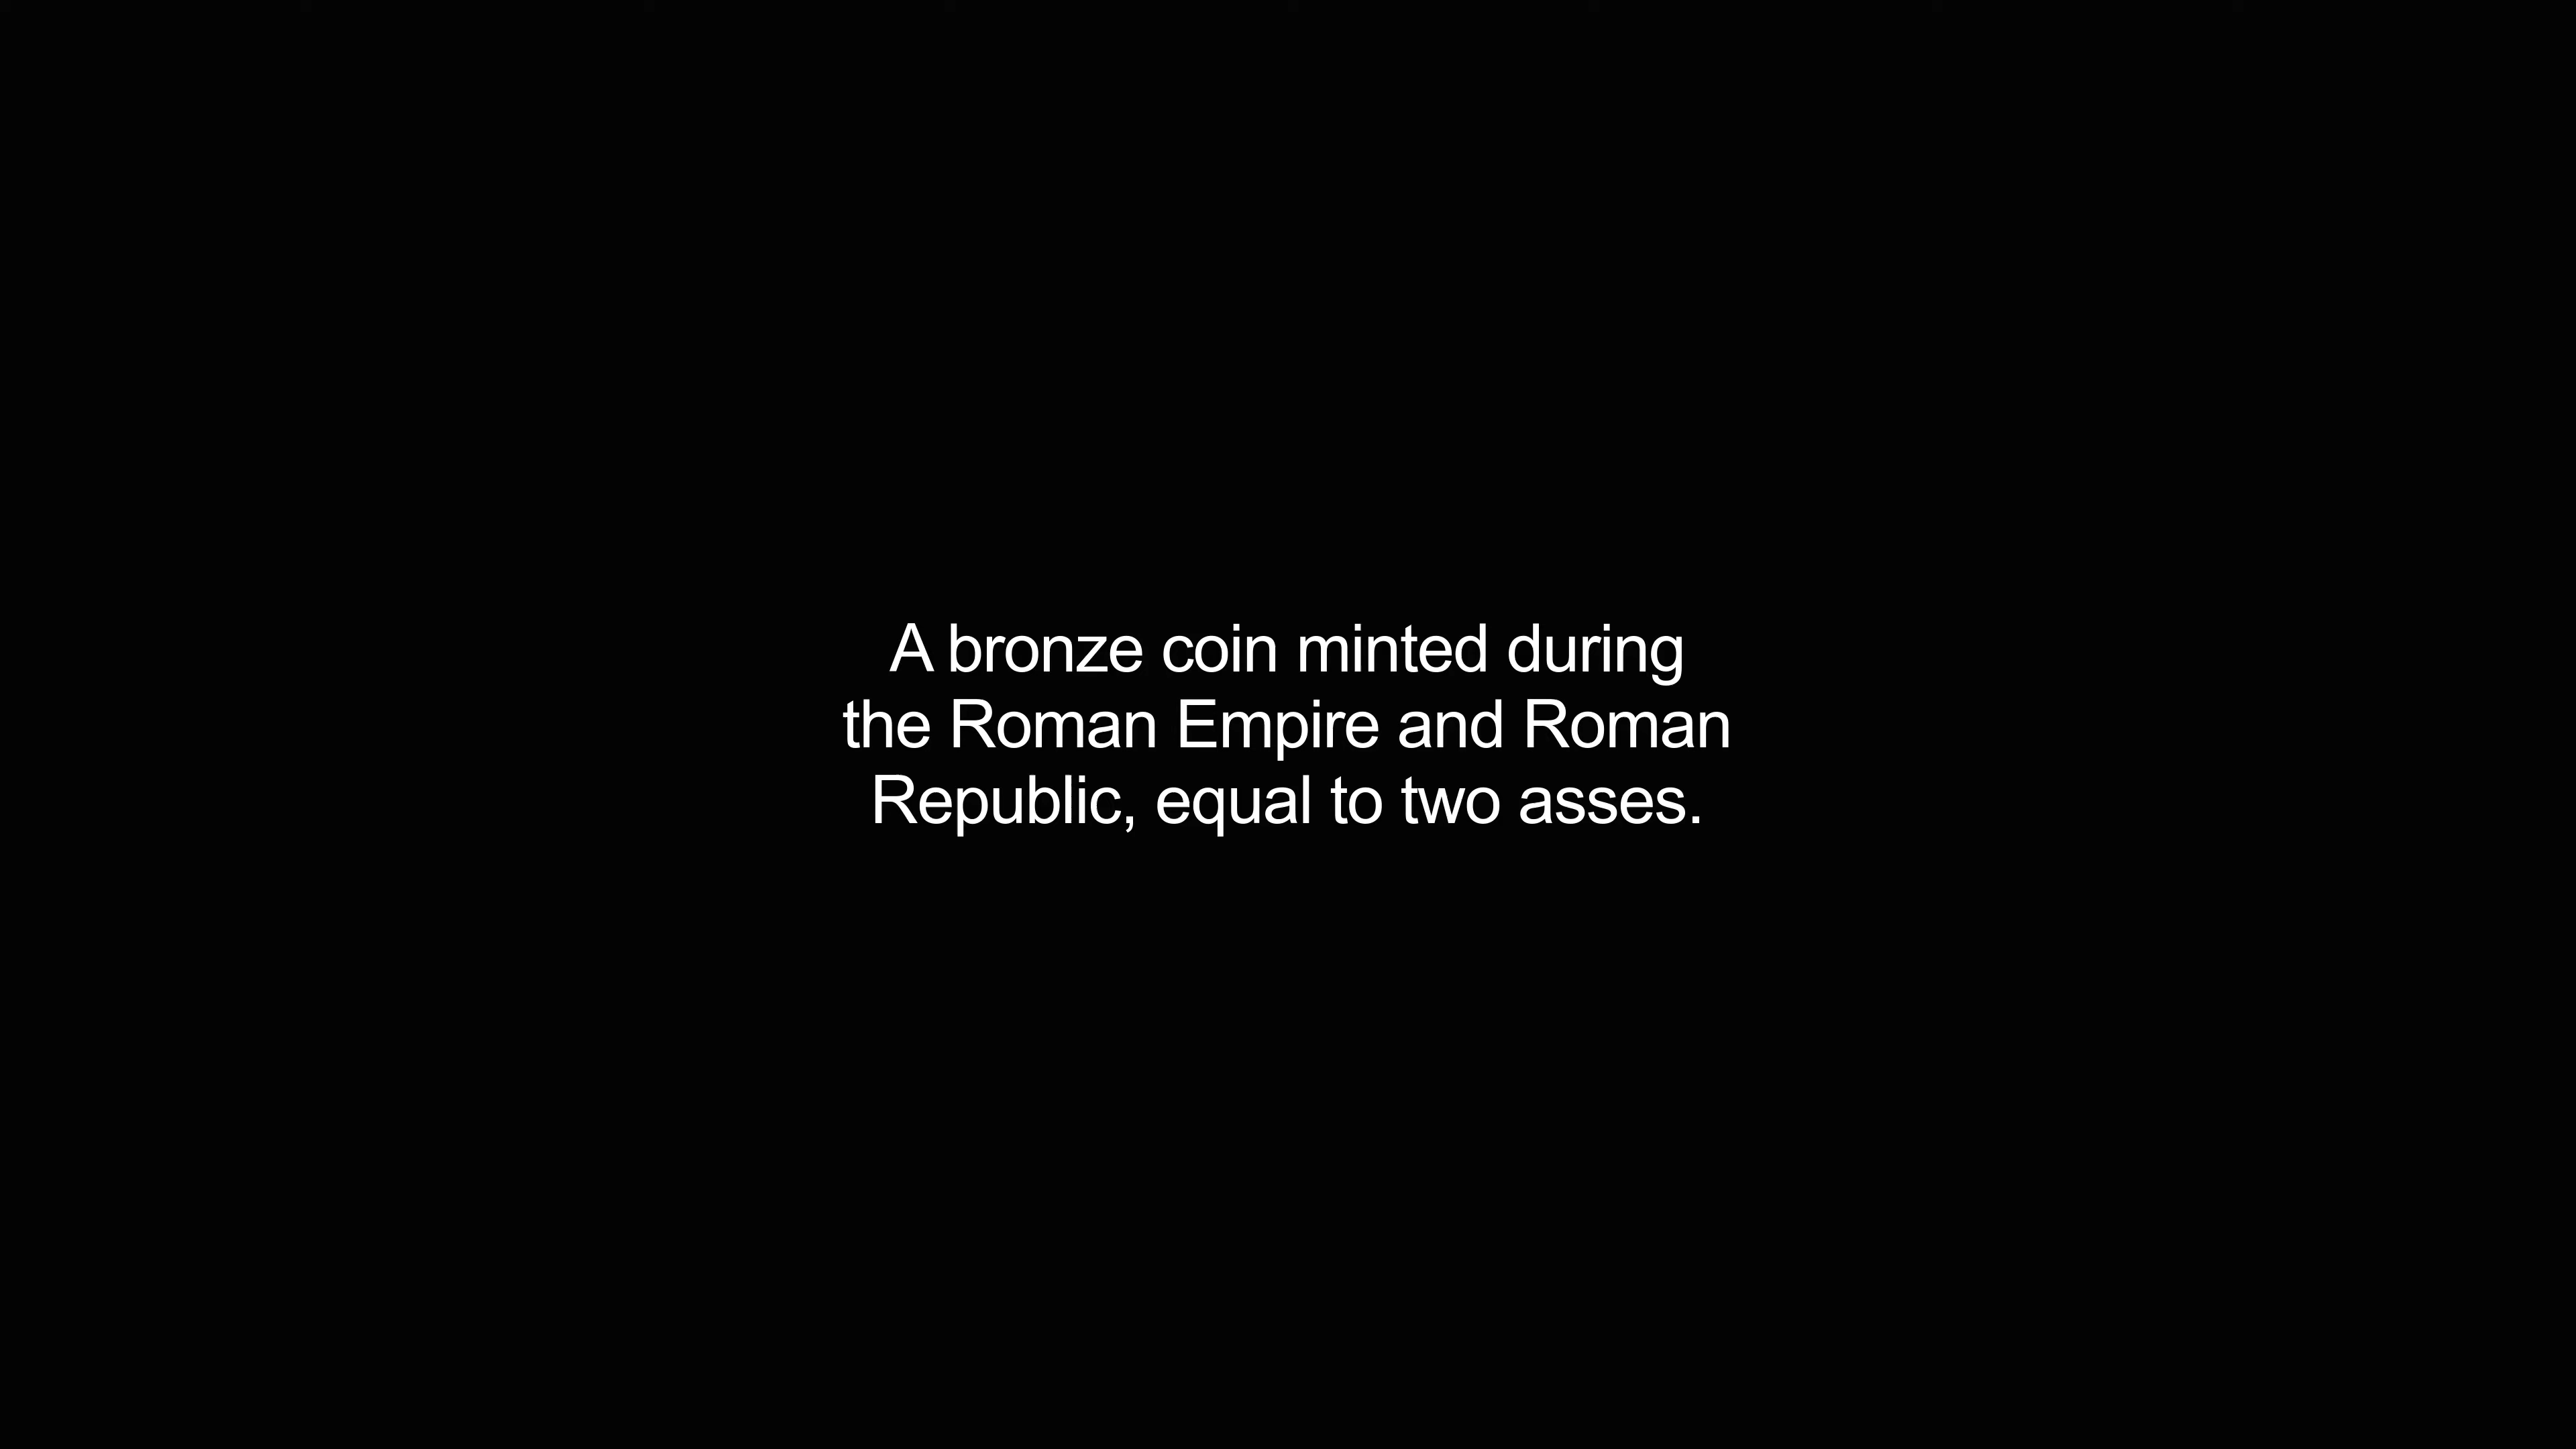 A bronze coin minted during
the Roman Empire and Roman
Republic, equal to two asses.